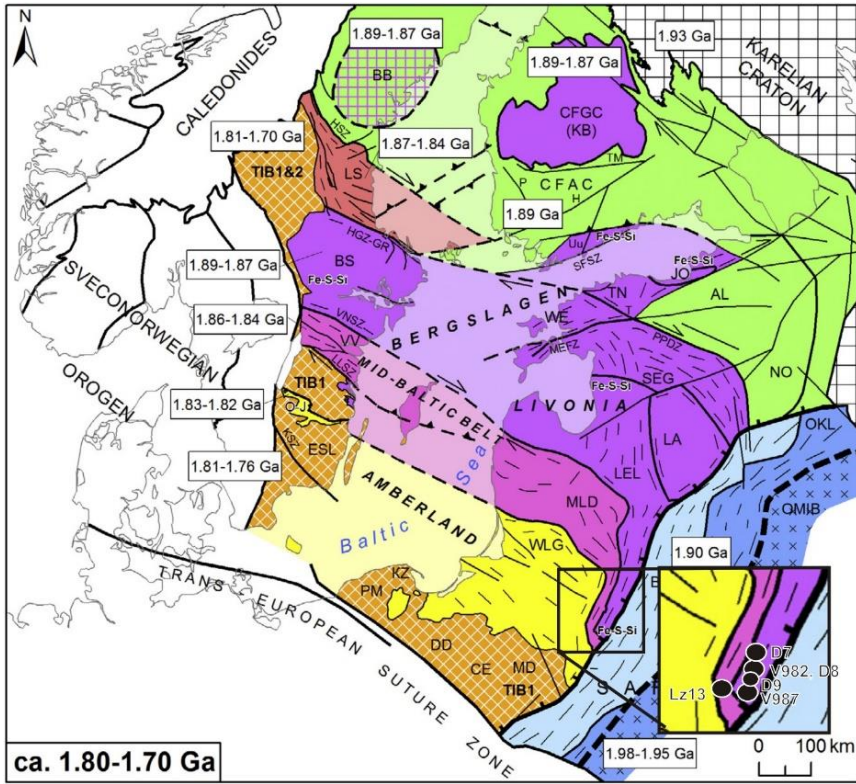 N
1.89-1.87 Ga
1.93 Ga
KARELIAN
CRATON
CALEDONIDES
BB
1.89-1.87 Ga
CFGC
(KB)
HSZ
1.81-1.70 Ga
1.87-1.84 Ga
TIB1&2
LS
TM
P
CFAC
H
1.89 Ga
HGZ-GR
Uu
Fe-S-Si
SFSZ
Fe-S-Si
JO
1.89-1.87 Ga
BS
Fe-S-Si
SVECONORWEGIAN
OROGEN
BERGSLAGEN
TN
AL
WE
VNSZ
1.86-1.84 Ga
VV
MEFZ
PPDZ
LLSZ
MID-BALTIC BELT
SEG
NO
Fe-S-Si
TIB1
LIVONIA
1.83-1.82 Ga
O-J
LA
OKL
KSZ
ESL
LEL
1.81-1.76 Ga
Sea
MLD
OMIB
AMBERLAND
Baltic
WLG
1.90 Ga
TRANS-EUROPEAN SUTURE ZONE
KZ
PM
Fe-S-Si
D7
V982, D8
D9
V987
Lz13
DD
CE
MD
TIB1
1.98-1.95 Ga
0 100 km
ca. 1.80-1.70 Ga